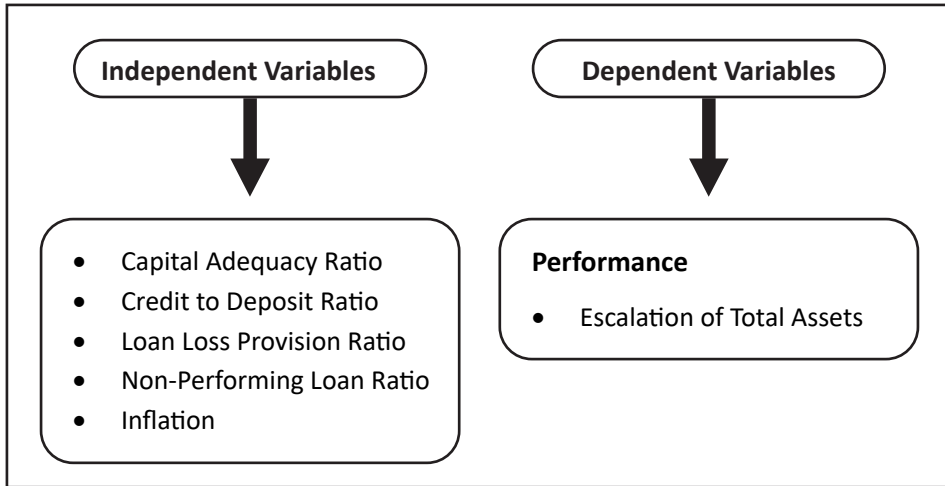 Independent Variables
Dependent Variables
• Capital Adequacy Ratio
• Credit to Deposit Ratio
• Loan Loss Provision Ratio
• Non-Performing Loan Ratio
• Inflation
Performance
• Escalation of Total Assets